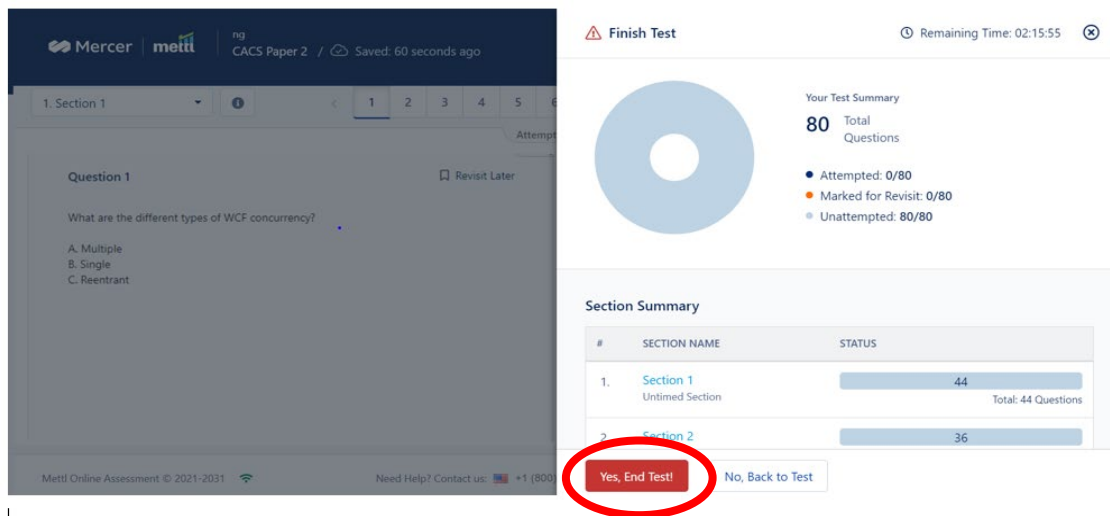 Mercer | mettl
ng
CACS Paper 2 / Saved: 60 seconds ago
1. Section 1
1 2 3 4 5 6
Attempt
Question 1
Revisit Later
What are the different types of WCF concurrency?
A. Multiple
B. Single
C. Reentrant
Mettl Online Assessment © 2021-2031
Need Help? Contact us: +1 (800)
Finish Test
Remaining Time: 02:15:55
Your Test Summary
80 Total
Questions
Attempted: 0/80
Marked for Revisit: 0/80
Unattempted: 80/80
Section Summary
# SECTION NAME STATUS
1. Section 1 44
Untimed Section Total: 44 Questions
2. Section 2 36
Yes, End Test! No, Back to Test